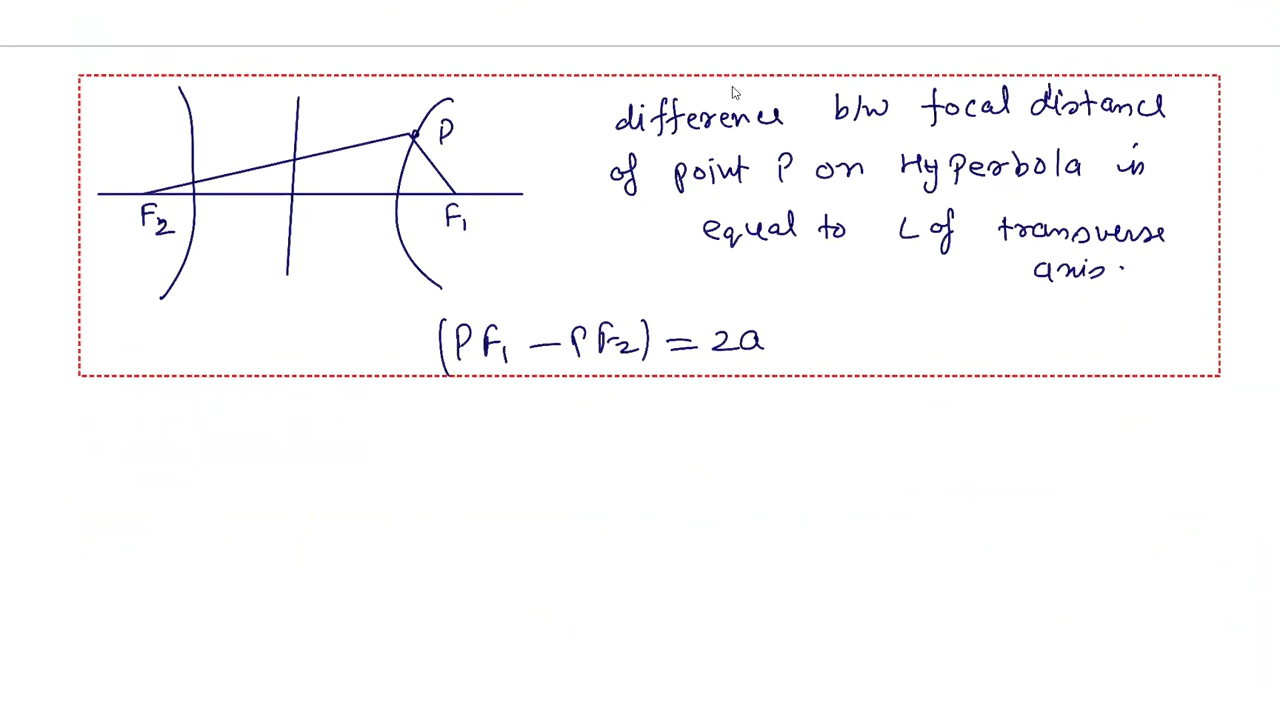 P
F₂
F₁
difference b/w focal distance
of point P on Hyperbola is
equal to L of transverse
axis.
(PF₁ − PF₂) = 2a